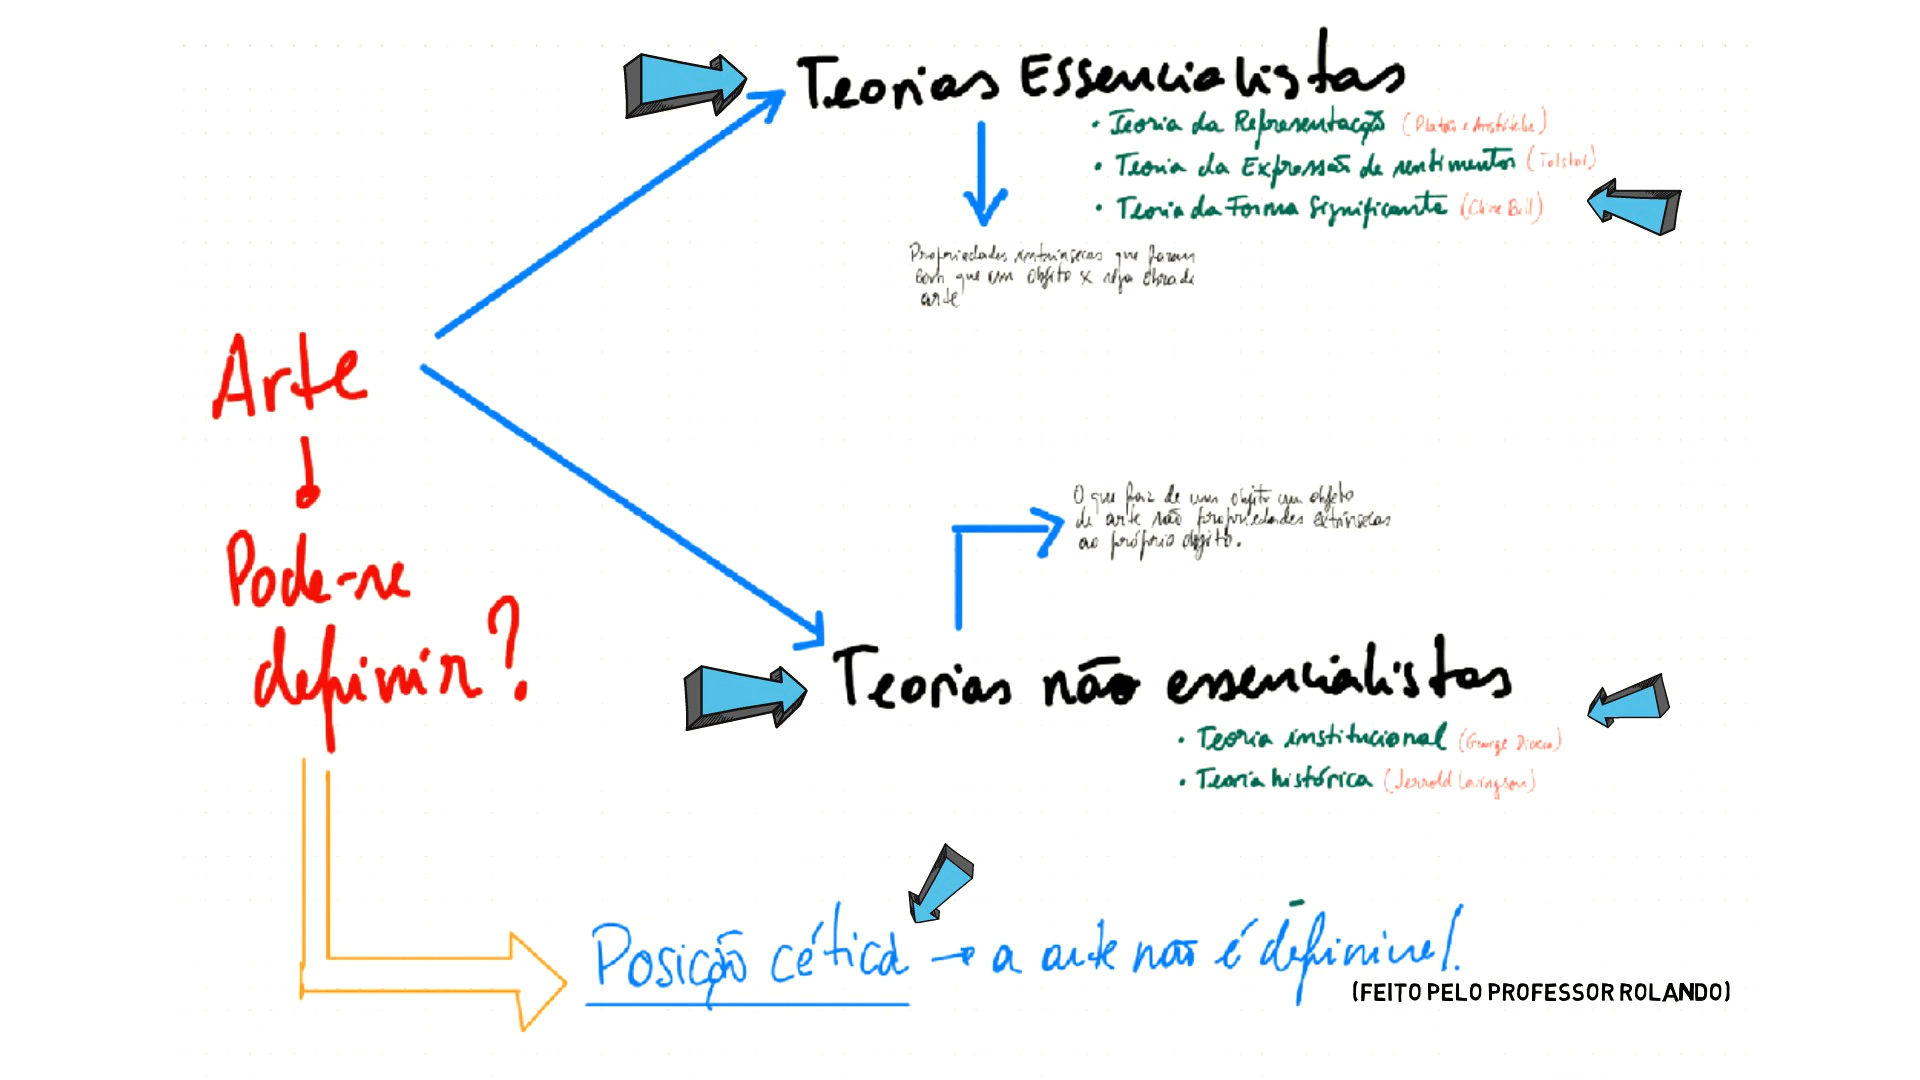 Teorias Essencialistas
• Teoria da Representação (Platão e Aristóteles)
• Teoria da Expressão de sentimentos (Tolstoi)
• Teoria da Forma Significante (Clive Bell)
Propriedades intrínsecas que fazem
com que um objeto x seja obra de
arte
Arte
Pode-se
definir?
O que faz de um objeto um objeto
de arte são propriedades extrínsecas
ao próprio objeto.
Teorias não essencialistas
• Teoria institucional (George Dickie)
• Teoria histórica (Jerrold Levingson)
Posição cética → a arte não é definível.
(FEITO PELO PROFESSOR ROLANDO)